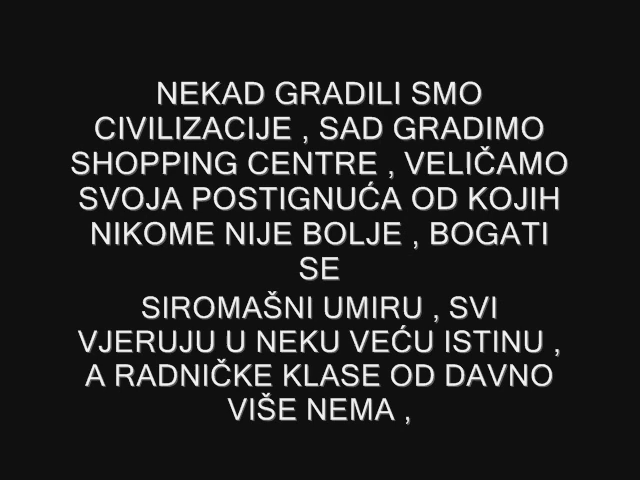 NEKAD GRADILI SMO
CIVILIZACIJE , SAD GRADIMO
SHOPPING CENTRE , VELIČAMO
SVOJA POSTIGNUĆA OD KOJIH
NIKOME NIJE BOLJE , BOGATI
SE
SIROMAŠNI UMIRU , SVI
VJERUJU U NEKU VEĆU ISTINU ,
A RADNIČKE KLASE OD DAVNO
VIŠE NEMA ,